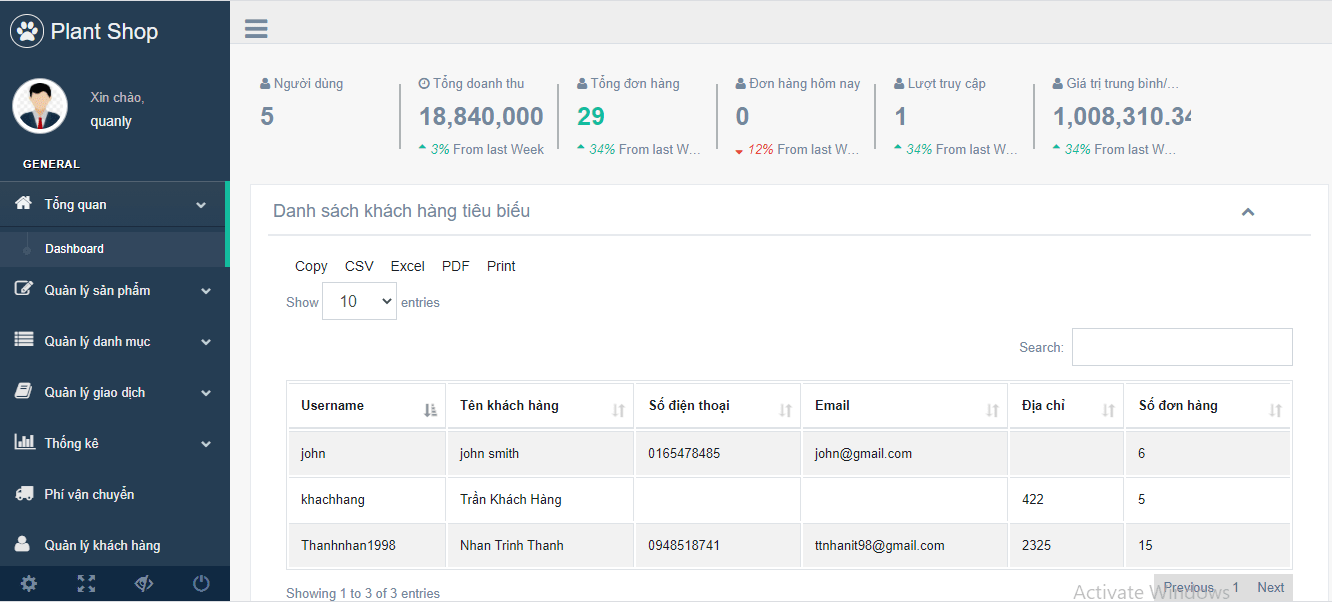 Plant Shop
Xin chào,
quanly
GENERAL
Tổng quan
Dashboard
Quản lý sản phẩm
Quản lý danh mục
Quản lý giao dịch
Thống kê
Phí vận chuyển
Quản lý khách hàng
Người dùng
5
Tổng doanh thu
18,840,000
3% From last Week
Tổng đơn hàng
29
34% From last W...
Đơn hàng hôm nay
0
12% From last W...
Lượt truy cập
1
34% From last W...
Giá trị trung bình/...
1,008,310.34
34% From last W...
Danh sách khách hàng tiêu biểu
Copy CSV Excel PDF Print
Show 10 entries
Search:
Username Tên khách hàng Số điện thoại Email Địa chỉ Số đơn hàng
john john smith 0165478485 john@gmail.com 6
khachhang Trần Khách Hàng 422 5
Thanhnhan1998 Nhan Trinh Thanh 0948518741 ttnhanit98@gmail.com 2325 15
Showing 1 to 3 of 3 entries
Previous 1 Next
Activate Windows